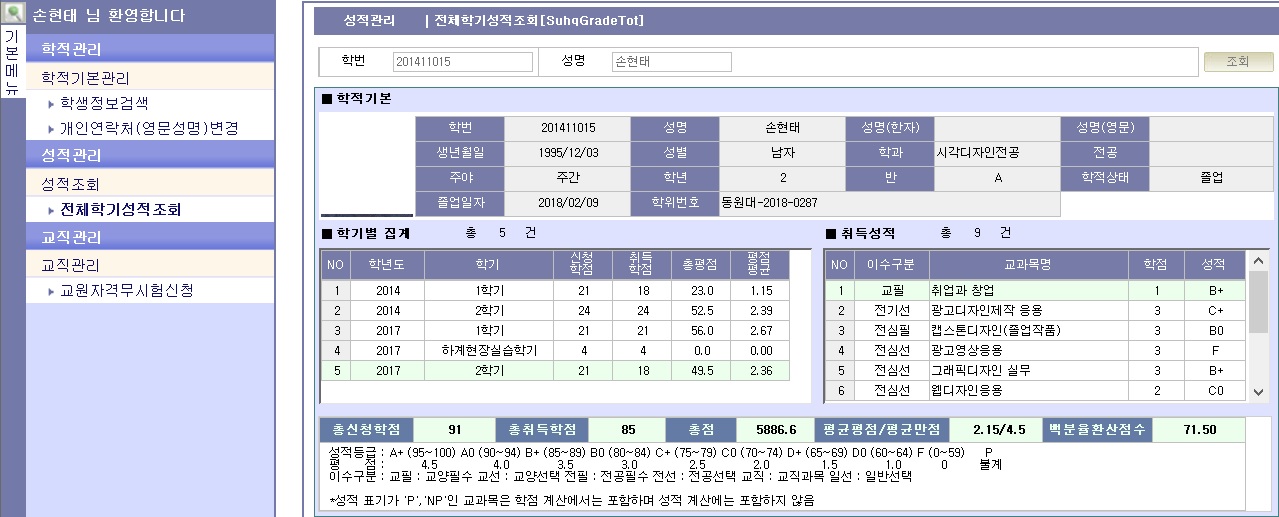 손현태 님 환영합니다
기본메뉴
학적관리
학적기본관리
학생정보검색
개인연락처(영문성명)변경
성적관리
성적조회
전체학기성적조회
교직관리
교직관리
교원자격무시험신청
성적관리 | 전체학기성적조회[SuhqGradeTot]
학번 201411015 성명 손현태 조회
■ 학적기본
학번 201411015 성명 손현태 성명(한자) 성명(영문)
생년월일 1995/12/03 성별 남자 학과 시각디자인전공 전공
주야 주간 학년 2 반 A 학적상태 졸업
졸업일자 2018/02/09 학위번호 동원대-2018-0287
■ 학기별 집계 총 5 건
NO 학년도 학기 신청학점 취득학점 총평점 평점평균
1 2014 1학기 21 18 23.0 1.15
2 2014 2학기 24 24 52.5 2.39
3 2017 1학기 21 21 56.0 2.67
4 2017 하계현장실습학기 4 4 0.0 0.00
5 2017 2학기 21 18 49.5 2.36
■ 취득성적 총 9 건
NO 이수구분 교과목명 학점 성적
1 교필 취업과 창업 1 B+
2 전기선 광고디자인제작 응용 3 C+
3 전심필 캡스톤디자인(졸업작품) 3 B0
4 전심선 광고영상응용 3 F
5 전심선 그래픽디자인 실무 3 B+
6 전심선 웹디자인응용 2 C0
총신청학점 91 총취득학점 85 총점 5886.6 평균평점/평균만점 2.15/4.5 백분율환산점수 71.50
성적등급 : A+ (95~100) A0 (90~94) B+ (85~89) B0 (80~84) C+ (75~79) C0 (70~74) D+ (65~69) D0 (60~64) F (0~59) P
평 점 : 4.5 4.0 3.5 3.0 2.5 2.0 1.5 1.0 0 불계
이수구분 : 교필 : 교양필수 교선 : 교양선택 전필 : 전공필수 전선 : 전공선택 교직 : 교직과목 일선 : 일반선택
*성적 표기가 'P','NP'인 교과목은 학점 계산에서는 포함하며 성적 계산에는 포함하지 않음